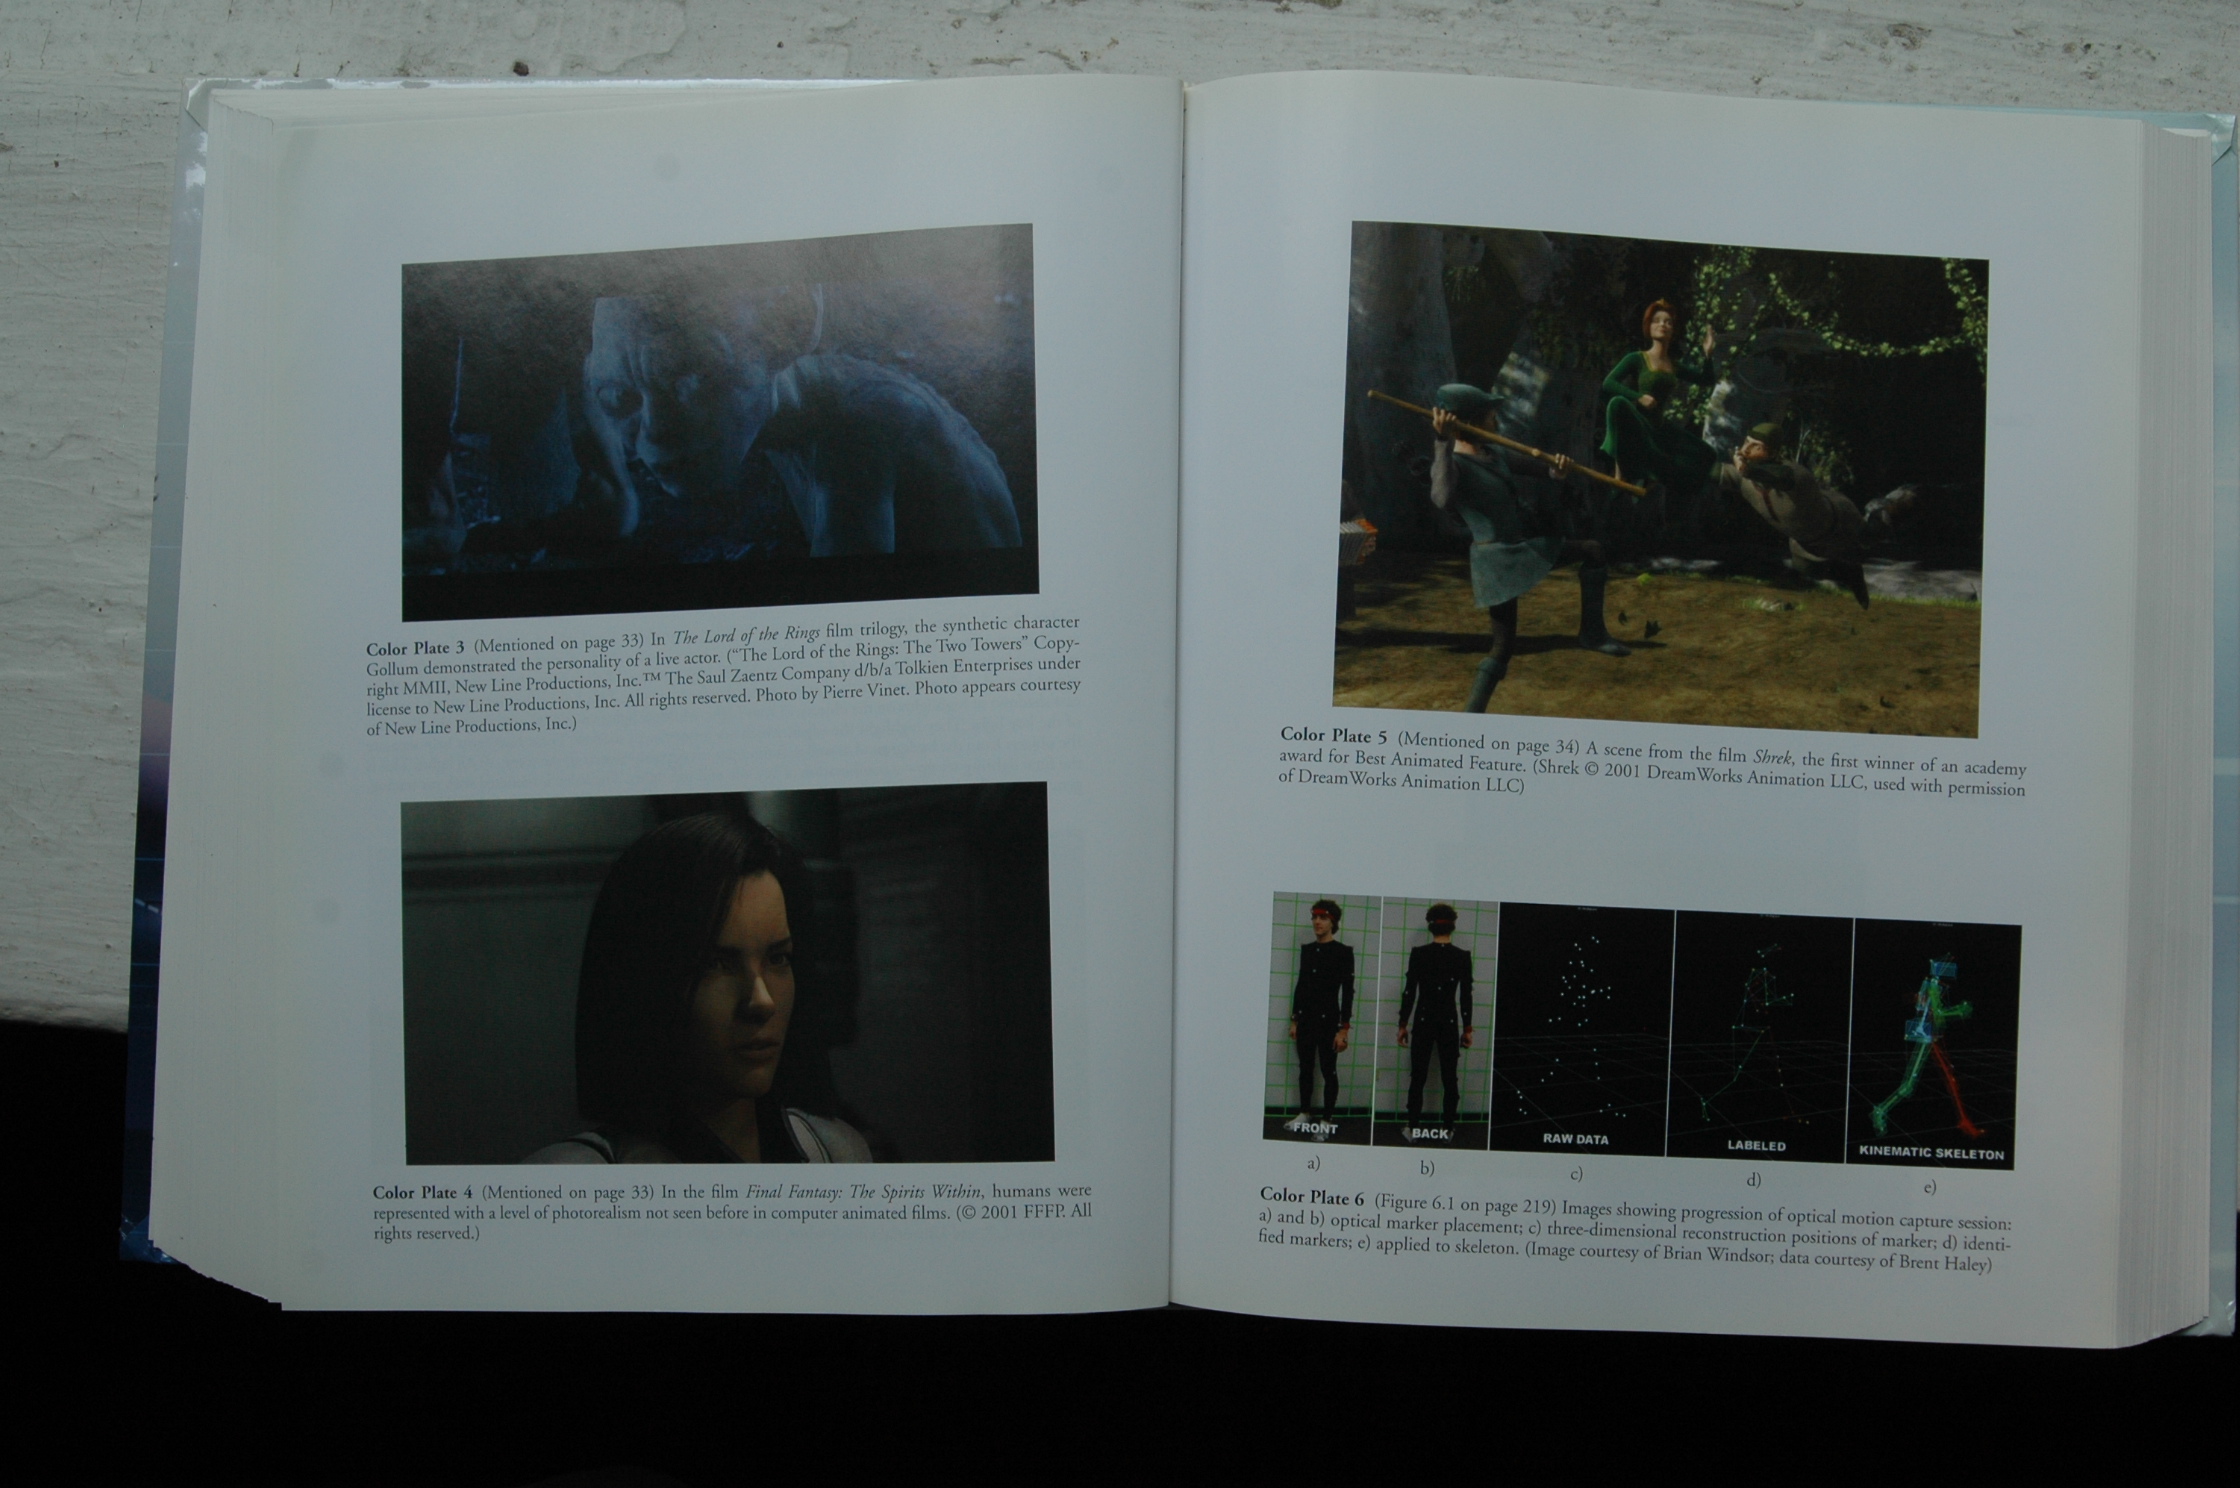 Color Plate 3 (Mentioned on page 33) In The Lord of the Rings film trilogy, the synthetic character
Gollum demonstrated the personality of a live actor. (“The Lord of the Rings: The Two Towers” Copy-
right MMII, New Line Productions, Inc.™ The Saul Zaentz Company d/b/a Tolkien Enterprises under
license to New Line Productions, Inc. All rights reserved. Photo by Pierre Vinet. Photo appears courtesy
of New Line Productions, Inc.)
Color Plate 4 (Mentioned on page 33) In the film Final Fantasy: The Spirits Within, humans were
represented with a level of photorealism not seen before in computer animated films. (© 2001 FFFP. All
rights reserved.)
Color Plate 5 (Mentioned on page 34) A scene from the film Shrek, the first winner of an academy
award for Best Animated Feature. (Shrek © 2001 DreamWorks Animation LLC, used with permission
of DreamWorks Animation LLC)
FRONT BACK RAW DATA LABELED KINEMATIC SKELETON
a) b) c) d) e)
Color Plate 6 (Figure 6.1 on page 219) Images showing progression of optical motion capture session:
a) and b) optical marker placement; c) three-dimensional reconstruction positions of marker; d) identi-
fied markers; e) applied to skeleton. (Image courtesy of Brian Windsor; data courtesy of Brent Haley)